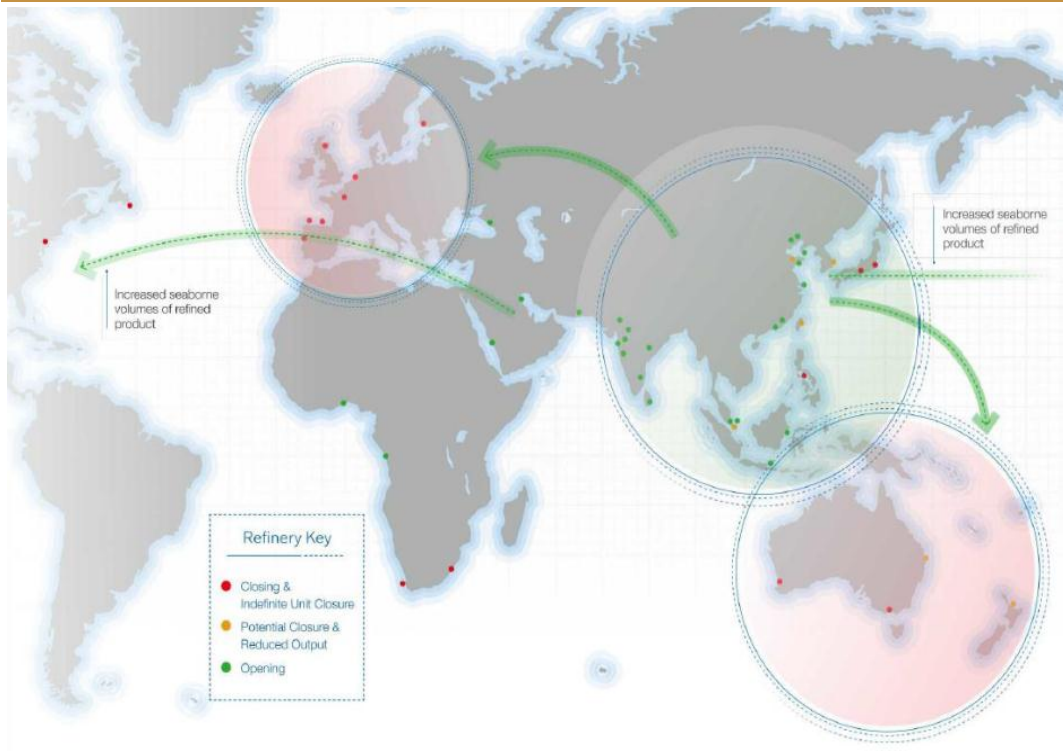 Increased seaborne
volumes of refined
product
Increased seaborne
volumes of refined
product
Refinery Key
Closing &
Indefinite Unit Closure
Potential Closure &
Reduced Output
Opening